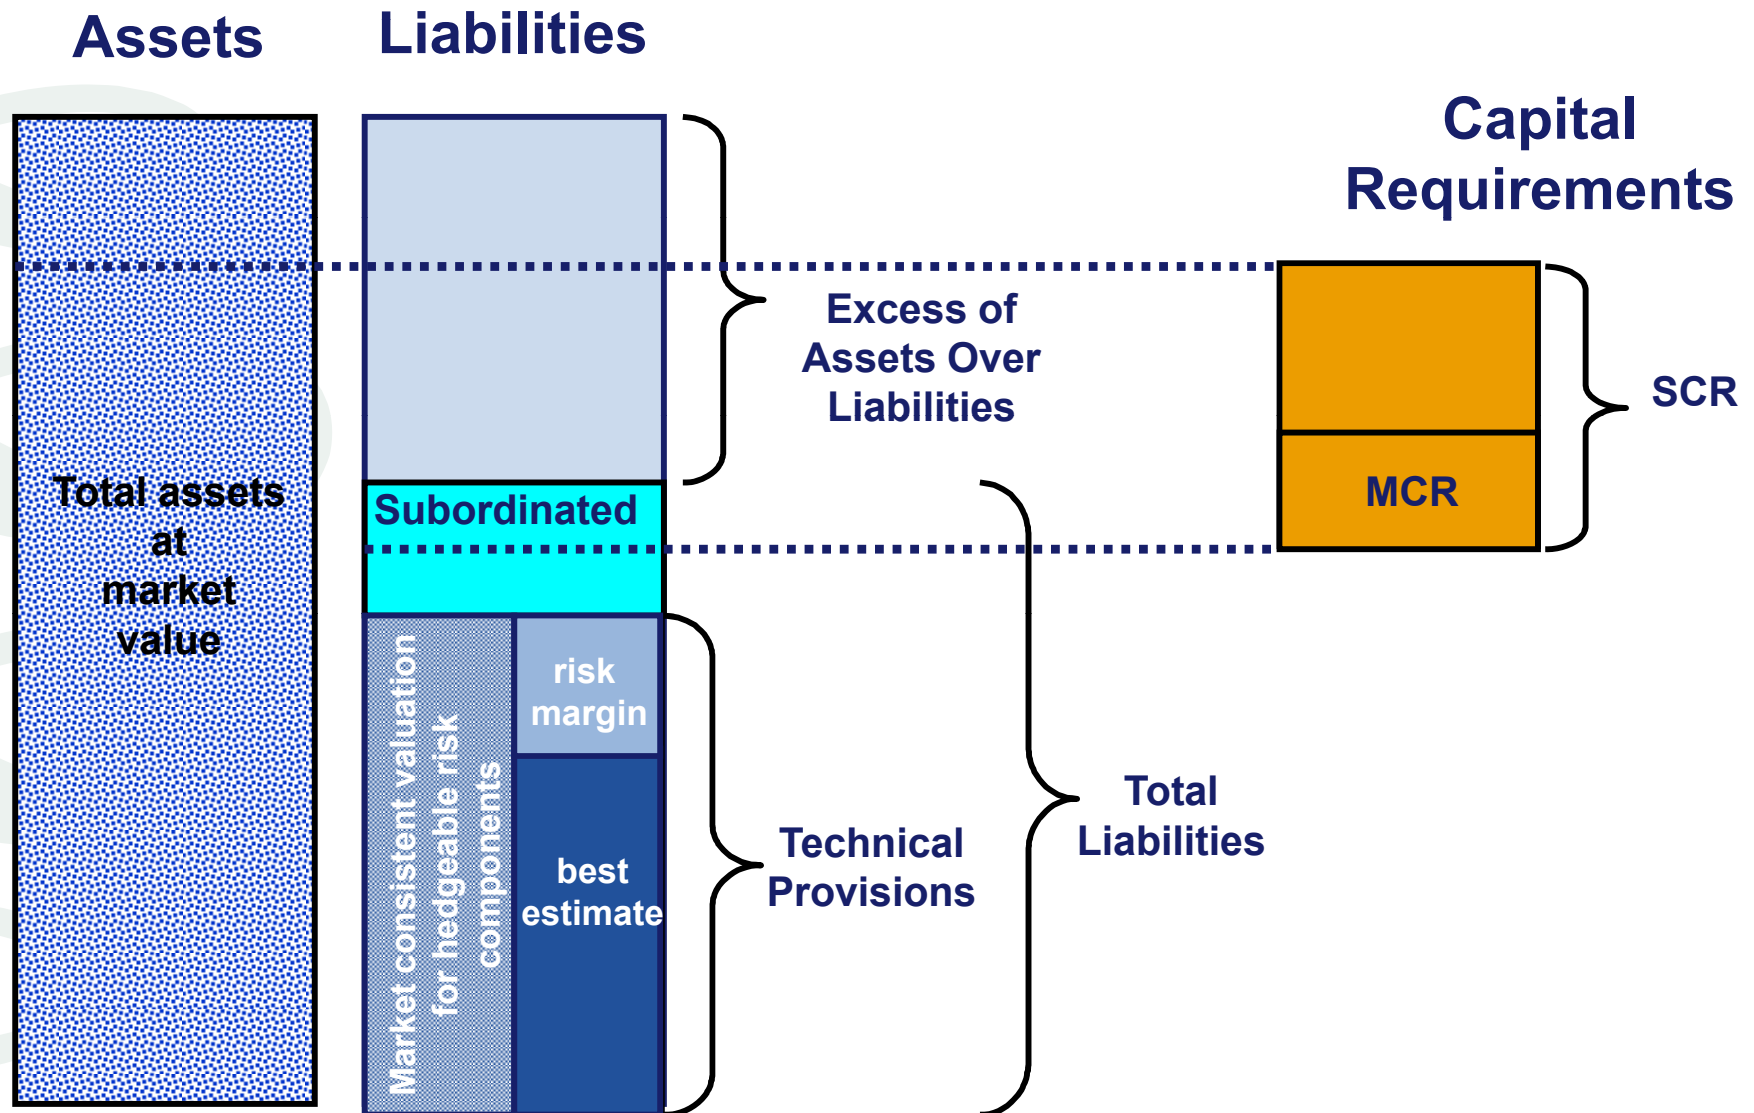 Assets
Liabilities
Capital
Requirements
Excess of
Assets Over
Liabilities
SCR
MCR
Total assets
at
market
value
Subordinated
Market consistent valuation
for hedgeable risk
components
risk
margin
best
estimate
Technical
Provisions
Total
Liabilities